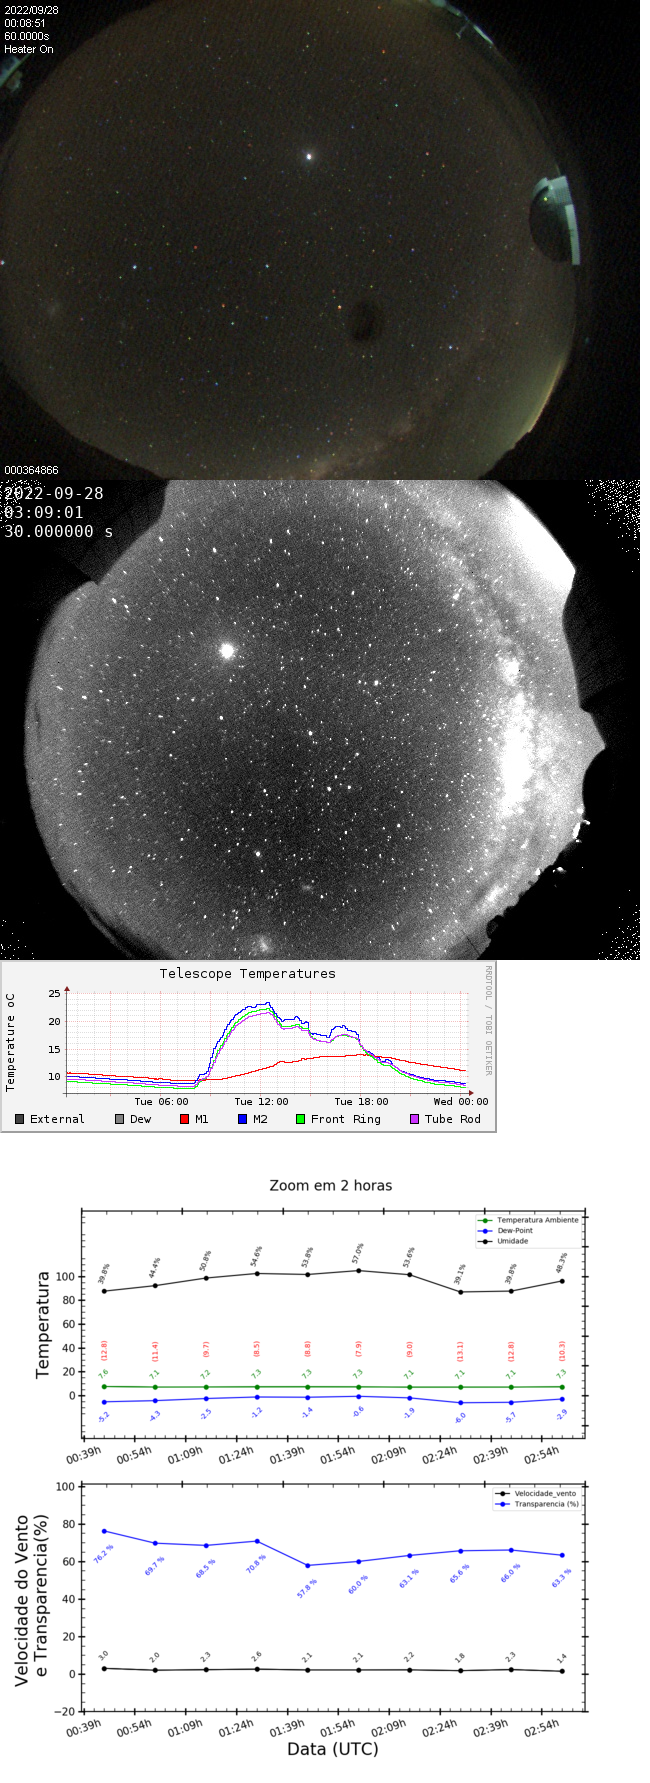 2022/09/28
00:08:51
60.0000s
Heater On
000364866
2022-09-28
03:09:01
30.000000 s
Telescope Temperatures
RRDTOOL / TOBI OETIKER
Temperature oC
25
20
15
10
Tue 06:00 Tue 12:00 Tue 18:00 Wed 00:00
External Dew M1 M2 Front Ring Tube Rod
Zoom em 2 horas
Temperatura Ambiente
Dew-Point
Umidade
Temperatura
100
80
60
40
20
0
39.8% 44.4% 50.8% 54.6% 53.8% 57.0% 53.6% 39.1% 39.8% 48.3%
(12.8) (11.4) (9.7) (8.5) (8.8) (7.9) (9.0) (13.1) (12.8) (10.3)
7.6 7.1 7.2 7.3 7.3 7.3 7.1 7.1 7.1 7.3
-5.2 -4.3 -2.5 -1.2 -1.4 -0.6 -1.9 -6.0 -5.7 -2.9
00:39h 00:54h 01:09h 01:24h 01:39h 01:54h 02:09h 02:24h 02:39h 02:54h
Velocidade_vento
Transparencia (%)
Velocidade do Vento
e Transparencia(%)
100
80
60
40
20
0
−20
76.2 % 69.7 % 68.5 % 70.8 % 57.8 % 60.0 % 63.1 % 65.6 % 66.0 % 63.3 %
3.0 2.0 2.3 2.6 2.1 2.1 2.2 1.8 2.3 1.4
00:39h 00:54h 01:09h 01:24h 01:39h 01:54h 02:09h 02:24h 02:39h 02:54h
Data (UTC)